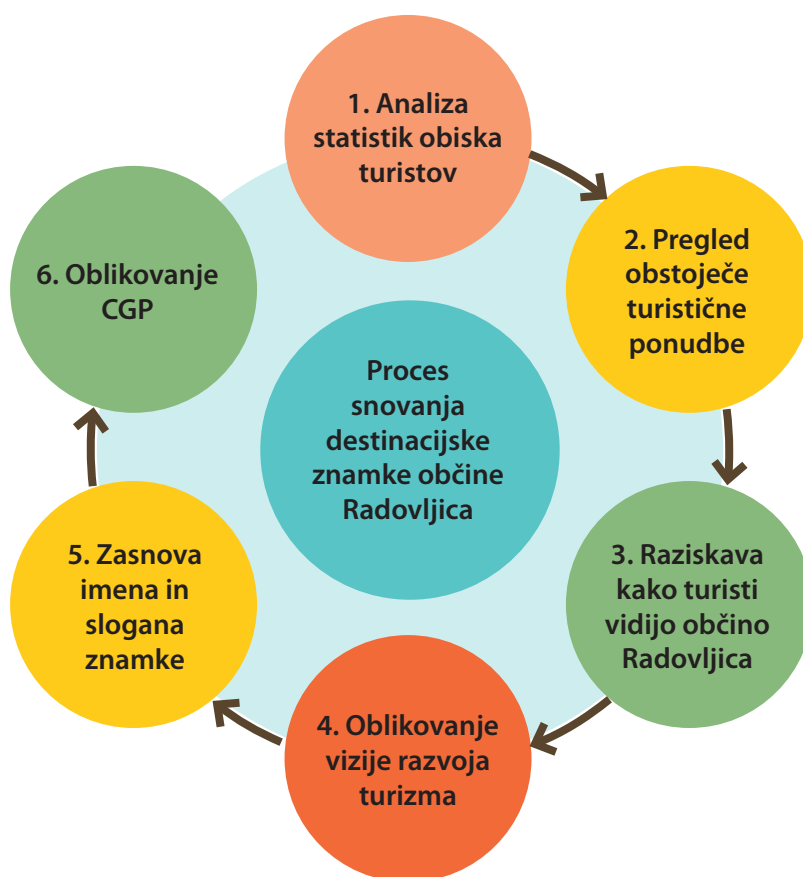 1. Analiza
statistik obiska
turistov
2. Pregled
obstoječe
turistične
ponudbe
3. Raziskava
kako turisti
vidijo občino
Radovljica
4. Oblikovanje
vizije razvoja
turizma
5. Zasnova
imena in
slogana
znamke
6. Oblikovanje
CGP
Proces
snovanja
destinacijske
znamke občine
Radovljica